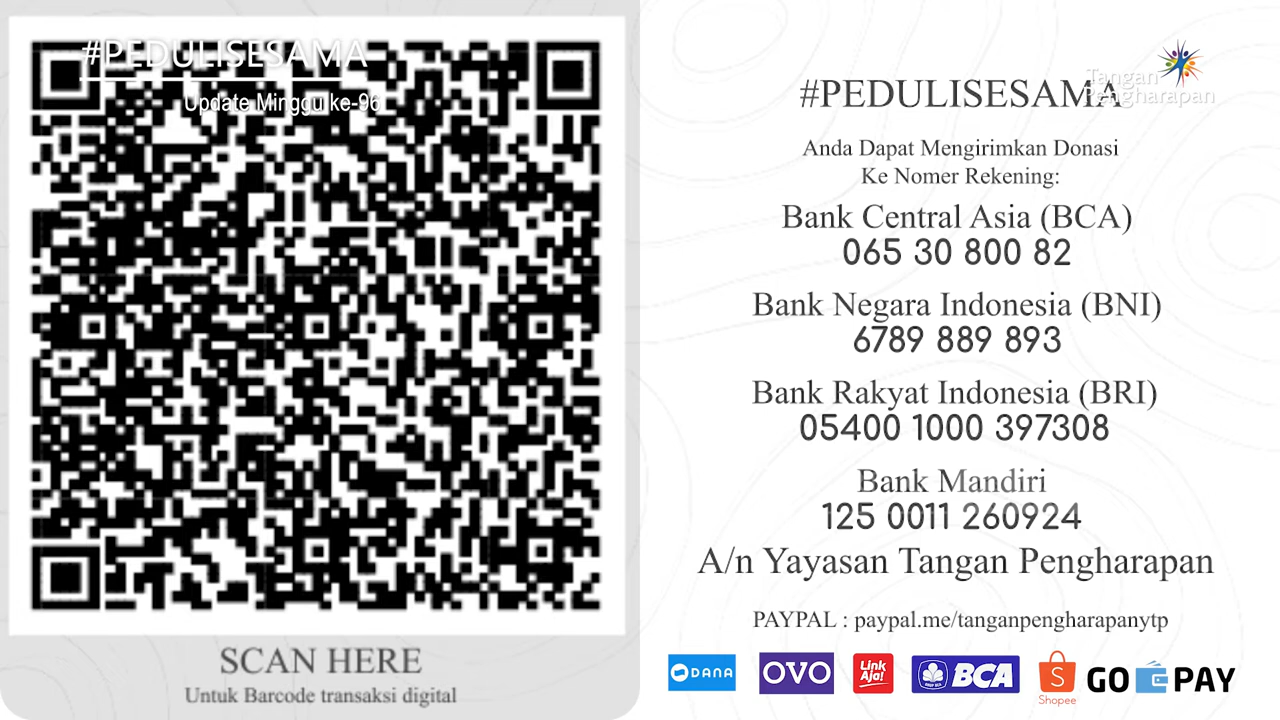 #PEDULISESAMA
Update Minggu ke-96
SCAN HERE
Untuk Barcode transaksi digital
Tangan
Pengharapan
#PEDULISESAMA
Anda Dapat Mengirimkan Donasi
Ke Nomer Rekening:
Bank Central Asia (BCA)
065 30 800 82
Bank Negara Indonesia (BNI)
6789 889 893
Bank Rakyat Indonesia (BRI)
05400 1000 397308
Bank Mandiri
125 0011 260924
A/n Yayasan Tangan Pengharapan
PAYPAL : paypal.me/tanganpengharapanytp
DANA OVO Link Aja! BCA Shopee GO PAY